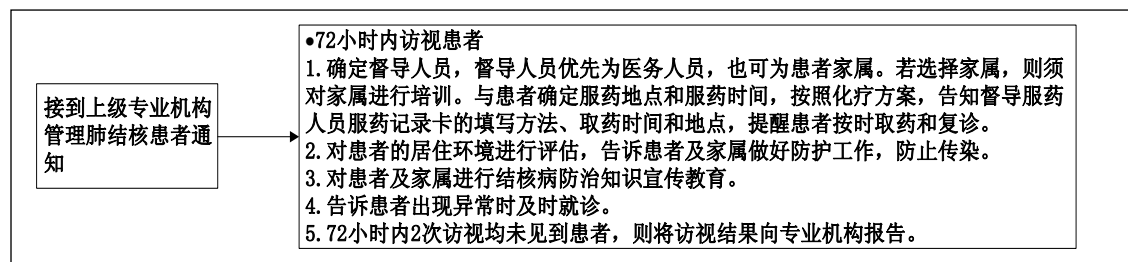 接到上级专业机构
管理肺结核患者通
知
•72小时内访视患者
1.确定督导人员，督导人员优先为医务人员，也可为患者家属。若选择家属，则须
对家属进行培训。与患者确定服药地点和服药时间，按照化疗方案，告知督导服药
人员服药记录卡的填写方法、取药时间和地点，提醒患者按时取药和复诊。
2.对患者的居住环境进行评估，告诉患者及家属做好防护工作，防止传染。
3.对患者及家属进行结核病防治知识宣传教育。
4.告诉患者出现异常时及时就诊。
5.72小时内2次访视均未见到患者，则将访视结果向专业机构报告。